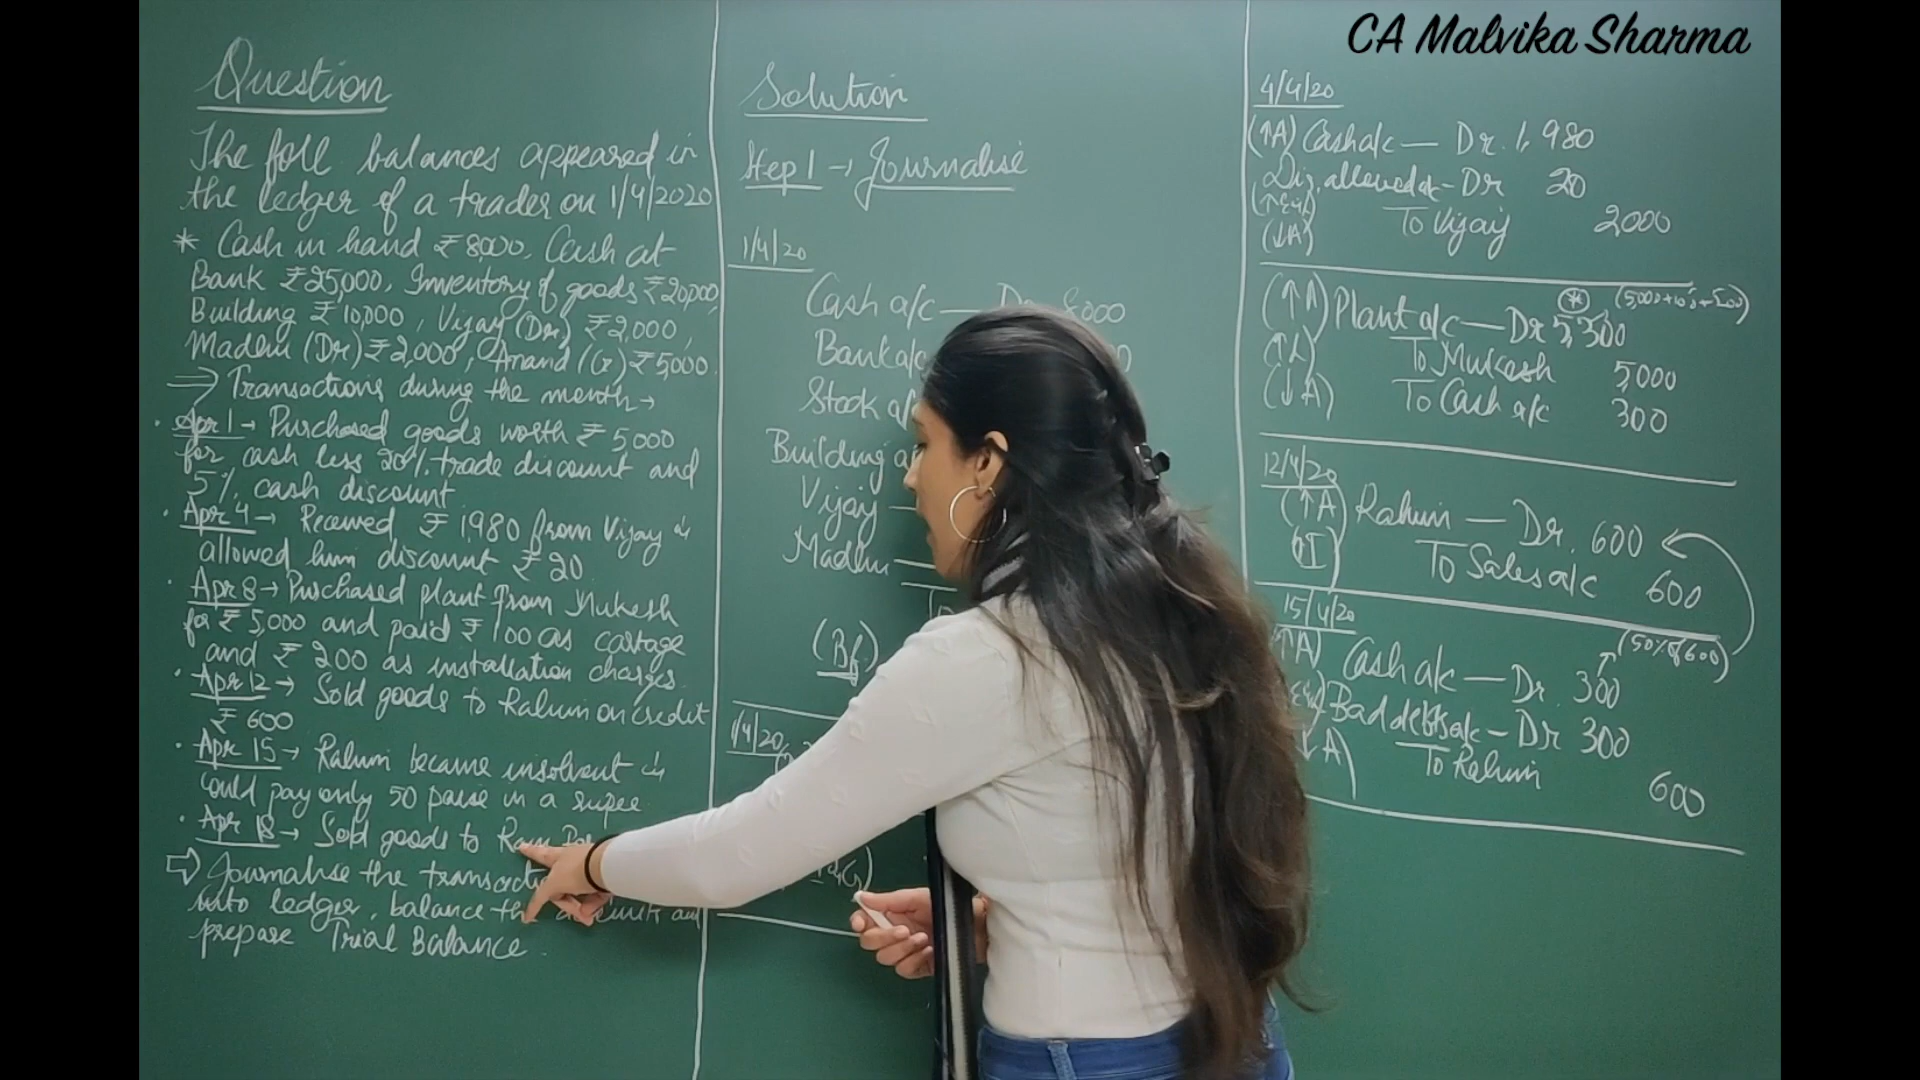 CA Malvika Sharma
Question
The foll balances appeared in
the ledger of a trader on 1/4/2020
* Cash in hand ₹8,000, Cash at
Bank ₹25,000, Inventory of goods ₹20,000,
Building ₹10,000, Vijay (Dr) ₹2,000,
Madhu (Dr) ₹2,000, Anand (Cr) ₹5,000.
⇒ Transactions during the month →
· Apr 1 → Purchased goods worth ₹5000
for cash less 20% trade discount and
5% cash discount
· Apr 4 → Received ₹1,980 from Vijay &
allowed him discount ₹20
· Apr 8 → Purchased plant from Mukesh
for ₹5,000 and paid ₹100 as cartage
and ₹200 as installation charges.
· Apr 12 → Sold goods to Rahim on credit
₹600
· Apr 15 → Rahim became insolvent &
could pay only 50 paise in a rupee
· Apr 18 → Sold goods to Ram
⇨ Journalise the
into ledger, balance the
prepare Trial Balance.
Solution
Step 1 → Journalise
1/4/20
Cash a/c — Dr 8,000
Bank a/c
Stock a/
Building a
Vijay —
Madhu —
(Bf)
1/4/20
4/4/20
(↑A) Cash a/c — Dr. 1,980
Dis. allowed a/c - Dr 20
To Vijay 2000
(↓A)
(↑A) Plant a/c — Dr 5,300 * (5,000+100+200)
(↑L) To Mukesh 5,000
(↓A) To Cash a/c 300
12/4/20
(↑A) Rahim — Dr. 600
(↑I) To Sales a/c 600
15/4/20
↑A) Cash a/c — Dr. 300 (50% of 600)
Bad debts a/c - Dr 300
↓A) To Rahim 600